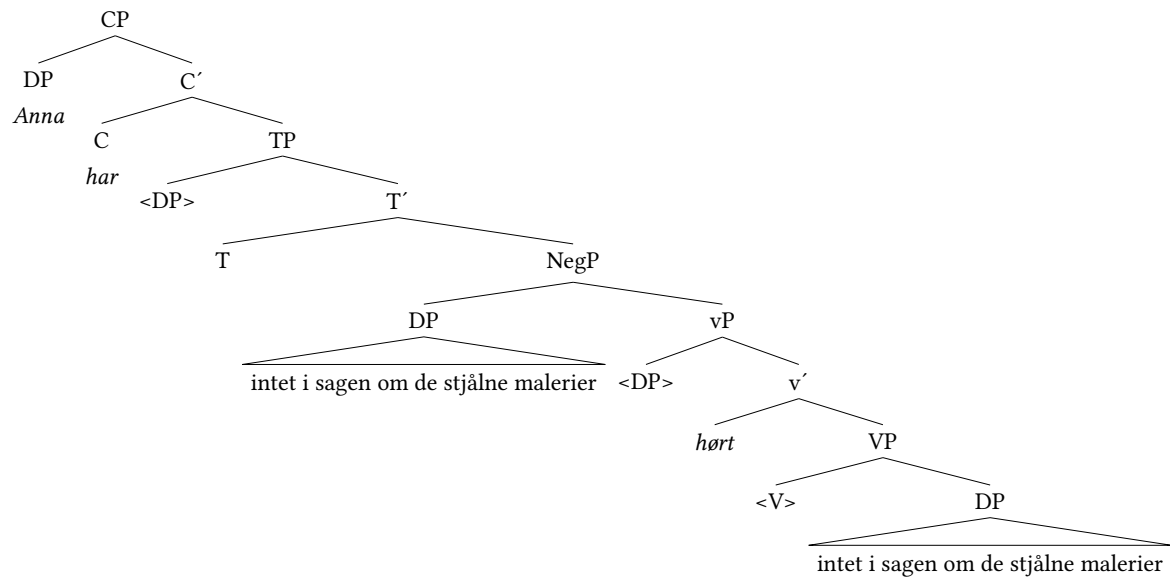 CP
DP C´
Anna
C TP
har
<DP> T´
T NegP
DP vP
intet i sagen om de stjålne malerier <DP> v´
hørt VP
<V> DP
intet i sagen om de stjålne malerier